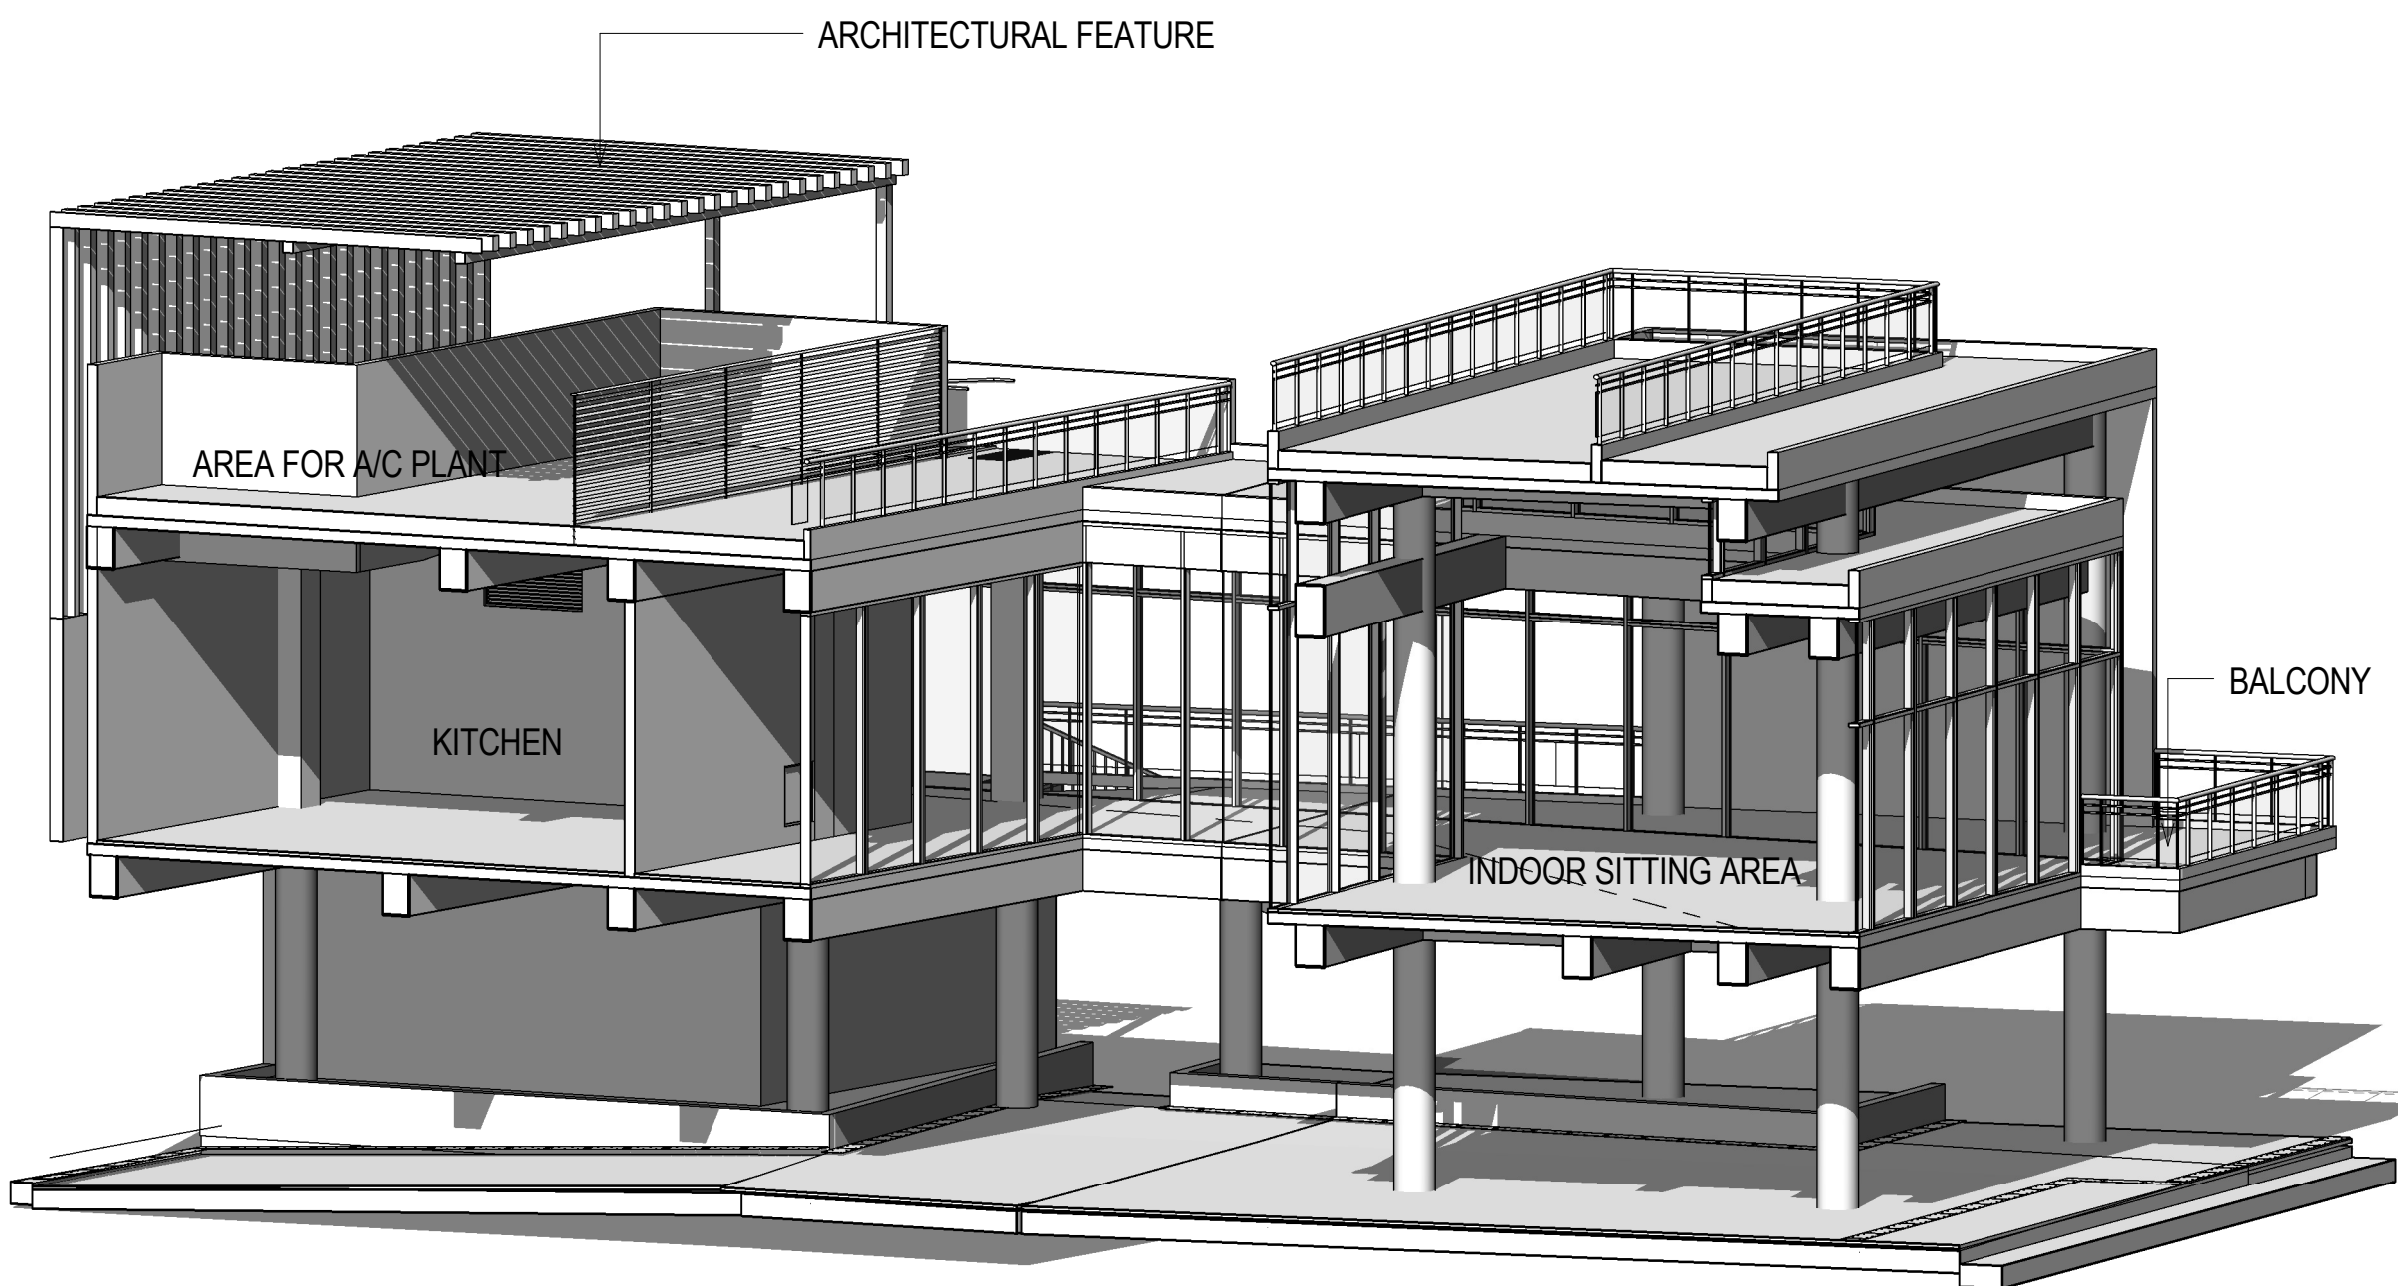 ARCHITECTURAL FEATURE
AREA FOR A/C PLANT
KITCHEN
BALCONY
INDOOR SITTING AREA